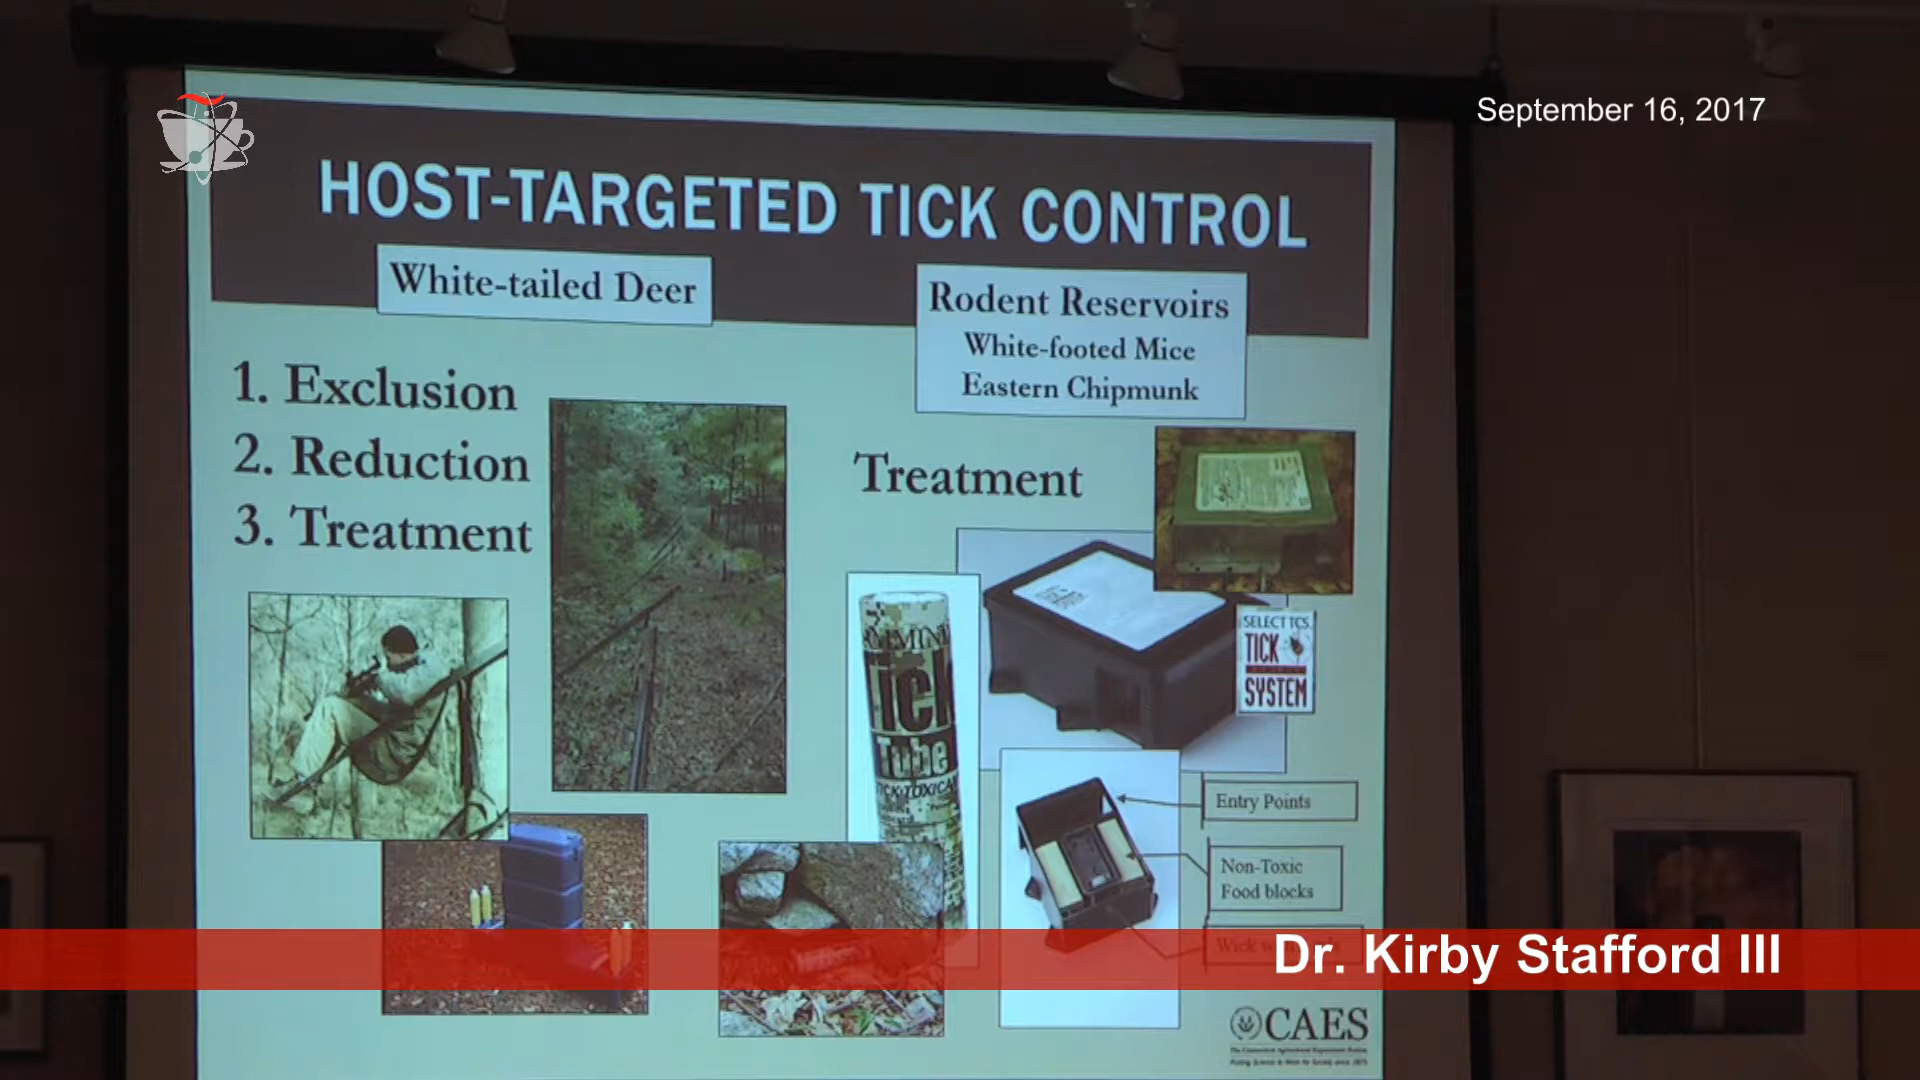 September 16, 2017
HOST-TARGETED TICK CONTROL
White-tailed Deer
1. Exclusion
2. Reduction
3. Treatment
Rodent Reservoirs
White-footed Mice
Eastern Chipmunk
Treatment
SELECT TCS.
TICK
SYSTEM
Tick
Tube
Entry Points
Non-Toxic
Food blocks
Dr. Kirby Stafford III
CAES